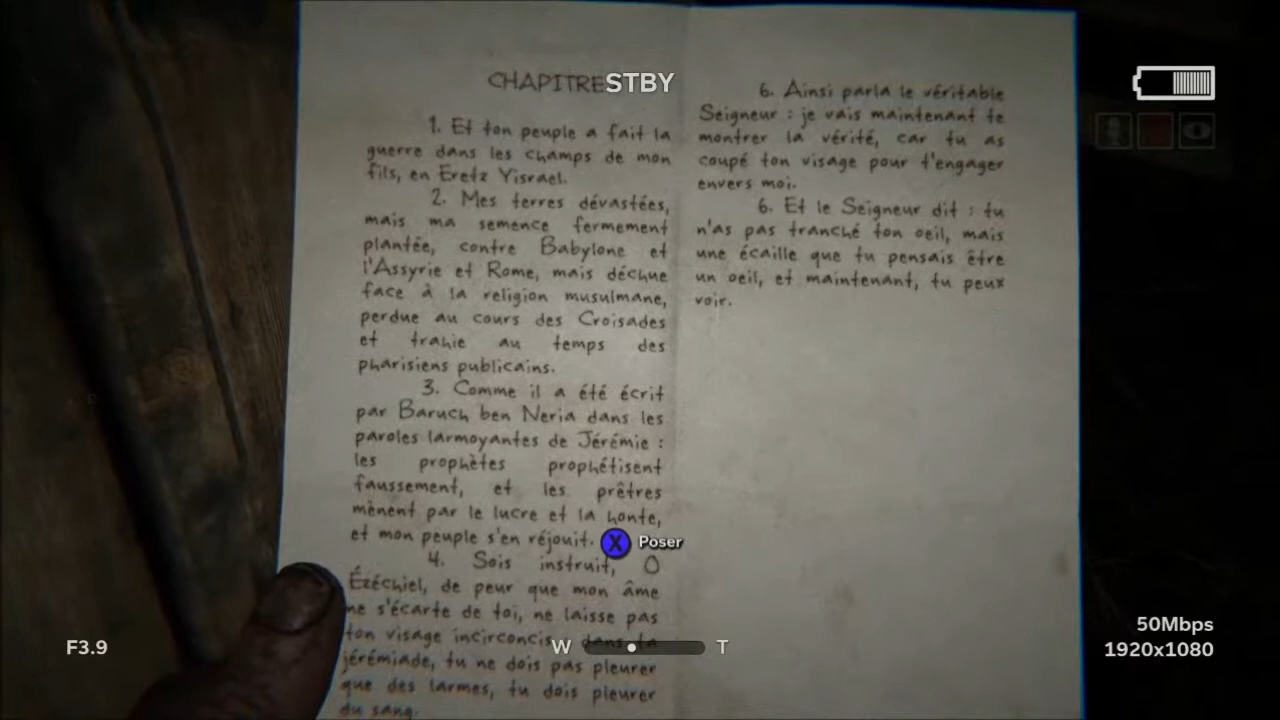 CHAPITRE
STBY
1. Et ton peuple a fait la
guerre dans les champs de mon
fils, en Eretz Yisrael.
2. Mes terres dévastées,
mais ma semence fermement
plantée, contre Babylone et
l'Assyrie et Rome, mais déchue
face à la religion musulmane,
perdue au cours des Croisades
et trahie au temps des
pharisiens publicains.
3. Comme il a été écrit
par Baruch ben Neria dans les
paroles larmoyantes de Jérémie :
les prophètes prophétisent
faussement, et les prêtres
mènent par le lucre et la honte,
et mon peuple s'en réjouit.
4. Sois instruit, O
Ézéchiel, de peur que mon âme
ne s'écarte de toi, ne laisse pas
ton visage incirconcis dans ta
jérémiade, tu ne dois pas pleurer
que des larmes, tu dois pleurer
du sang.
6. Ainsi parla le véritable
Seigneur : je vais maintenant te
montrer la vérité, car tu as
coupé ton visage pour t'engager
envers moi.
6. Et le Seigneur dit : tu
n'as pas tranché ton oeil, mais
une écaille que tu pensais être
un oeil, et maintenant, tu peux
voir.
X Poser
F3.9
W T
50Mbps
1920x1080